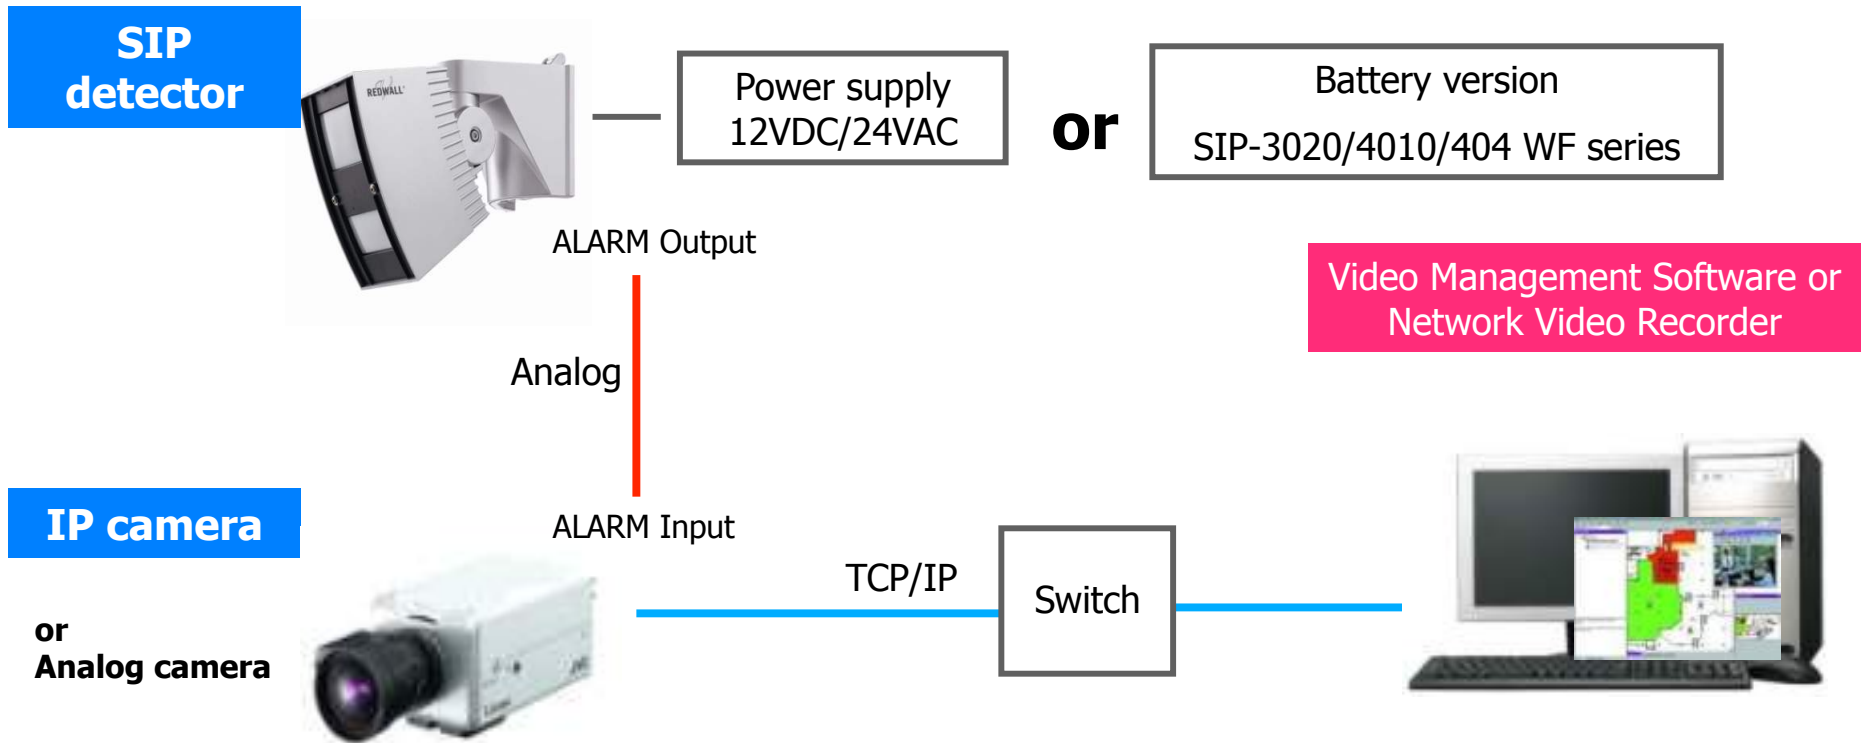 SIP
detector
REDWALL
Power supply
12VDC/24VAC
or
Battery version
SIP-3020/4010/404 WF series
ALARM Output
Video Management Software or
Network Video Recorder
Analog
IP camera
ALARM Input
TCP/IP
Switch
or
Analog camera